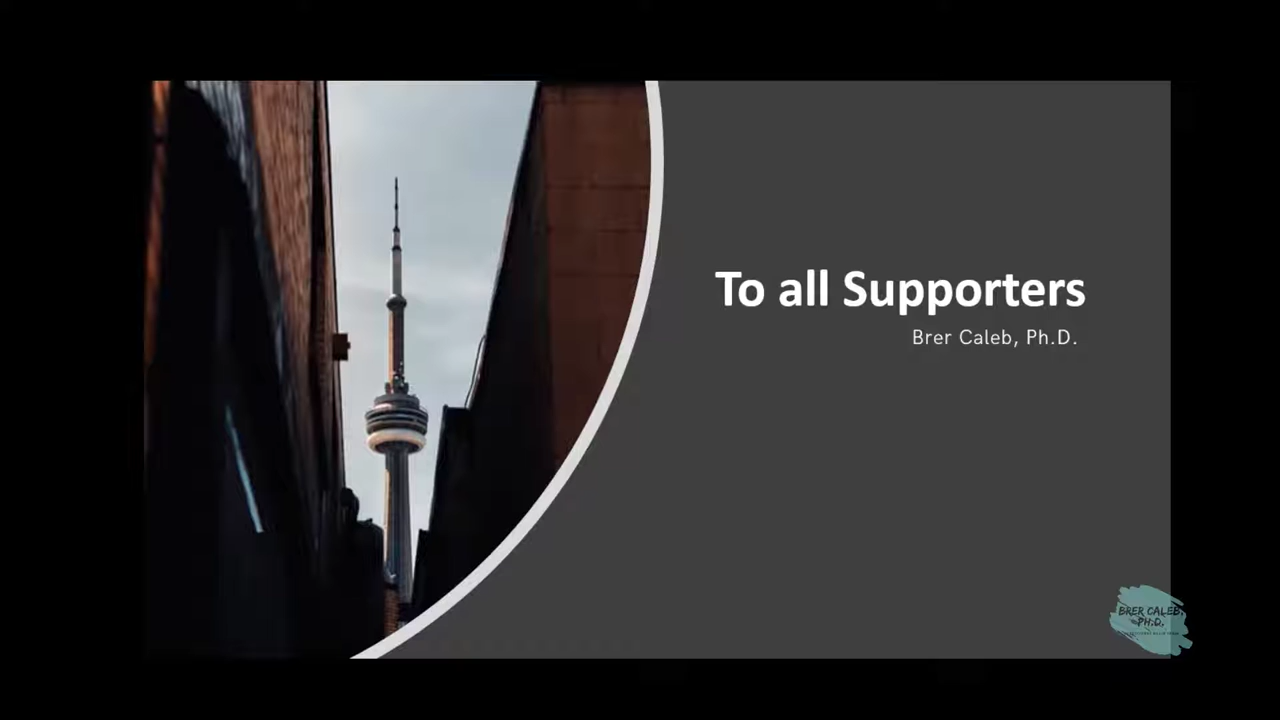 To all Supporters
Brer Caleb, Ph.D.
BRER CALEB,
PH.D.